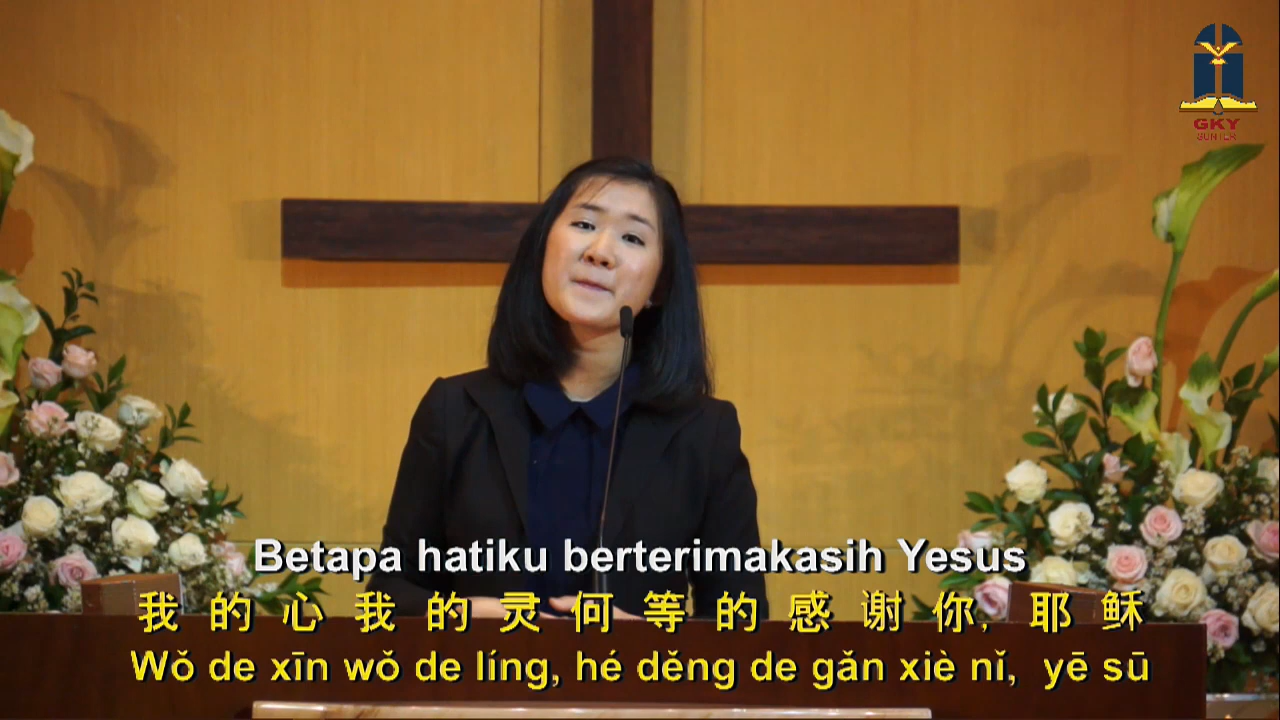 GKY
SUNTER
Betapa hatiku berterimakasih Yesus
我的心我的灵何等的感谢你, 耶稣
Wǒ de xīn wǒ de líng, hé děng de gǎn xiè nǐ, yē sū